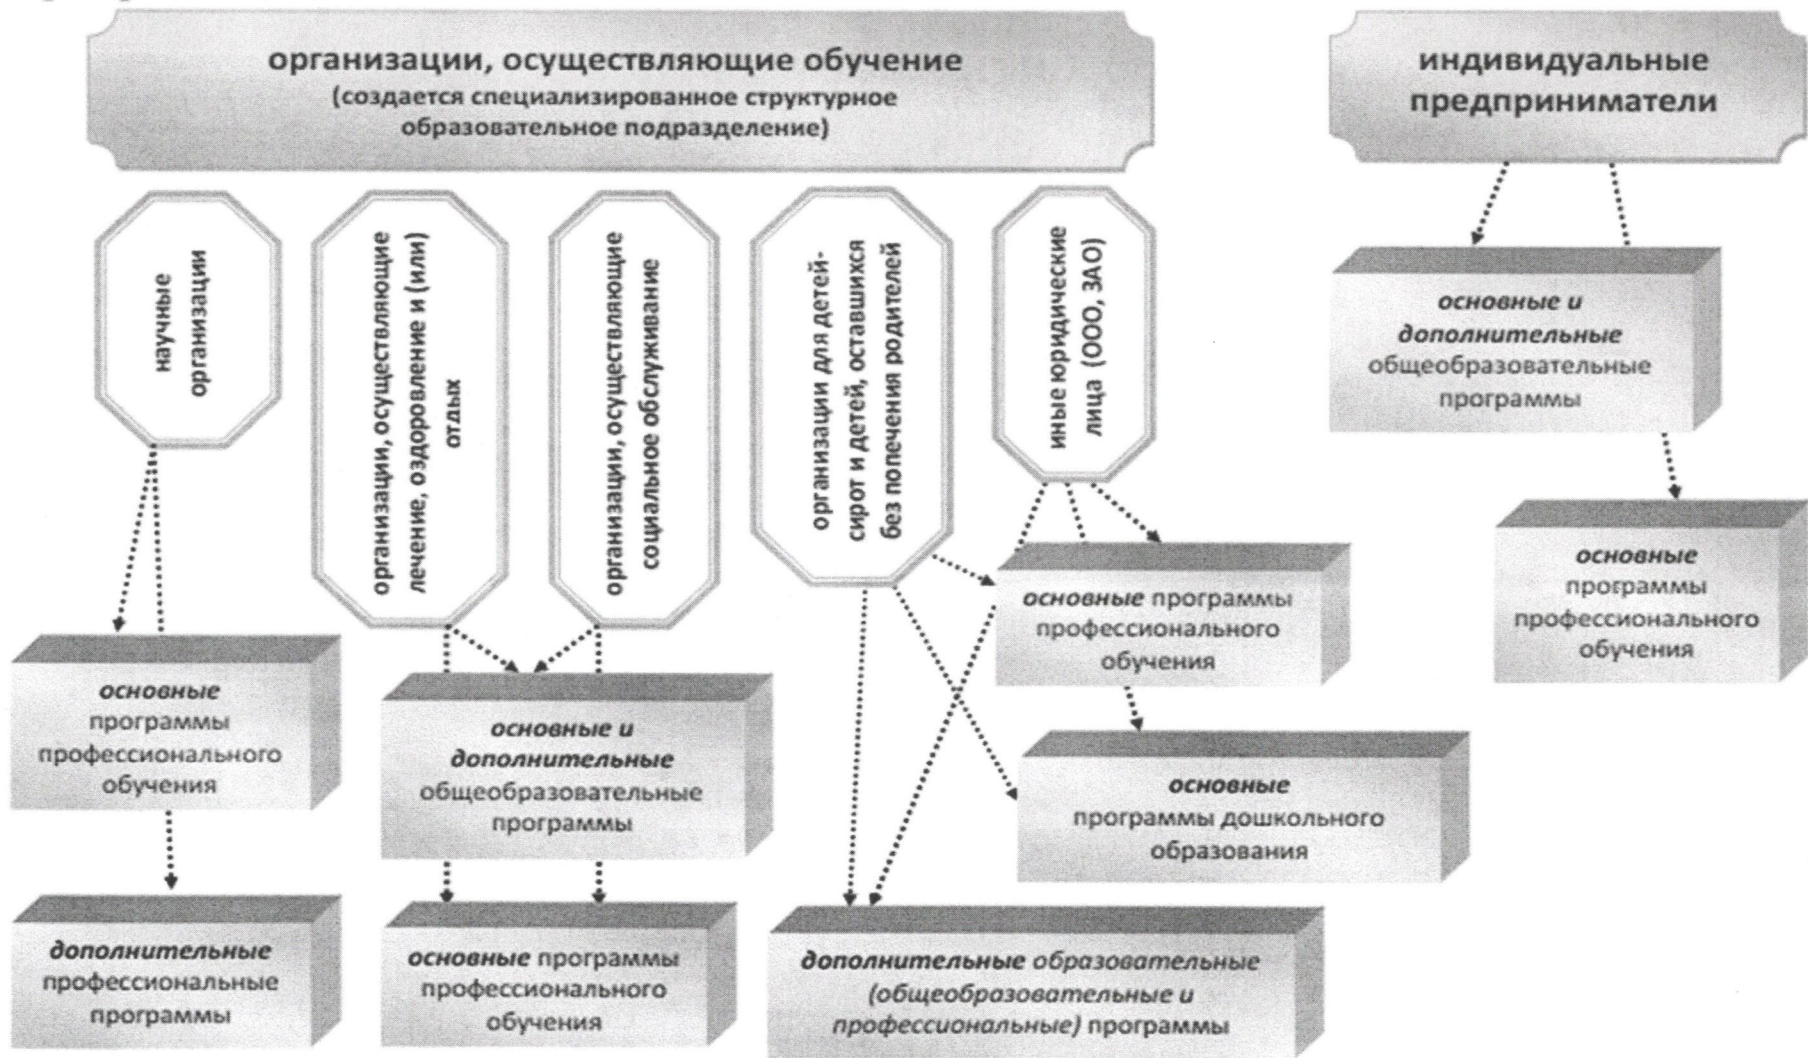 организации, осуществляющие обучение
(создается специализированное структурное
образовательное подразделение)
индивидуальные
предприниматели
научные
организации
организации, осуществляющие
лечение, оздоровление и (или)
отдых
организации, осуществляющие
социальное обслуживание
организации для детей-
сирот и детей, оставшихся
без попечения родителей
иные юридические
лица (ООО, ЗАО)
основные и
дополнительные
общеобразовательные
программы
основные
программы
профессионального
обучения
основные программы
профессионального
обучения
основные
программы
профессионального
обучения
основные и
дополнительные
общеобразовательные
программы
основные
программы дошкольного
образования
дополнительные
профессиональные
программы
основные программы
профессионального
обучения
дополнительные образовательные
(общеобразовательные и
профессиональные) программы